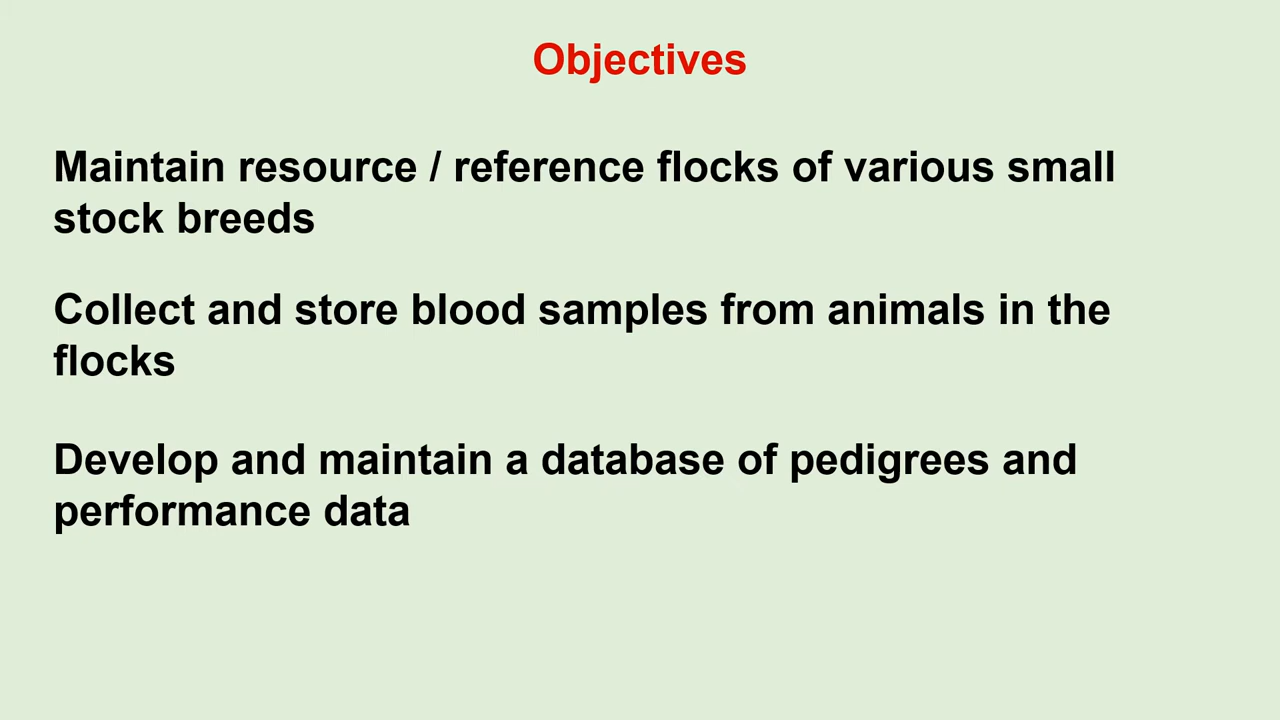 Objectives
Maintain resource / reference flocks of various small
stock breeds
Collect and store blood samples from animals in the
flocks
Develop and maintain a database of pedigrees and
performance data